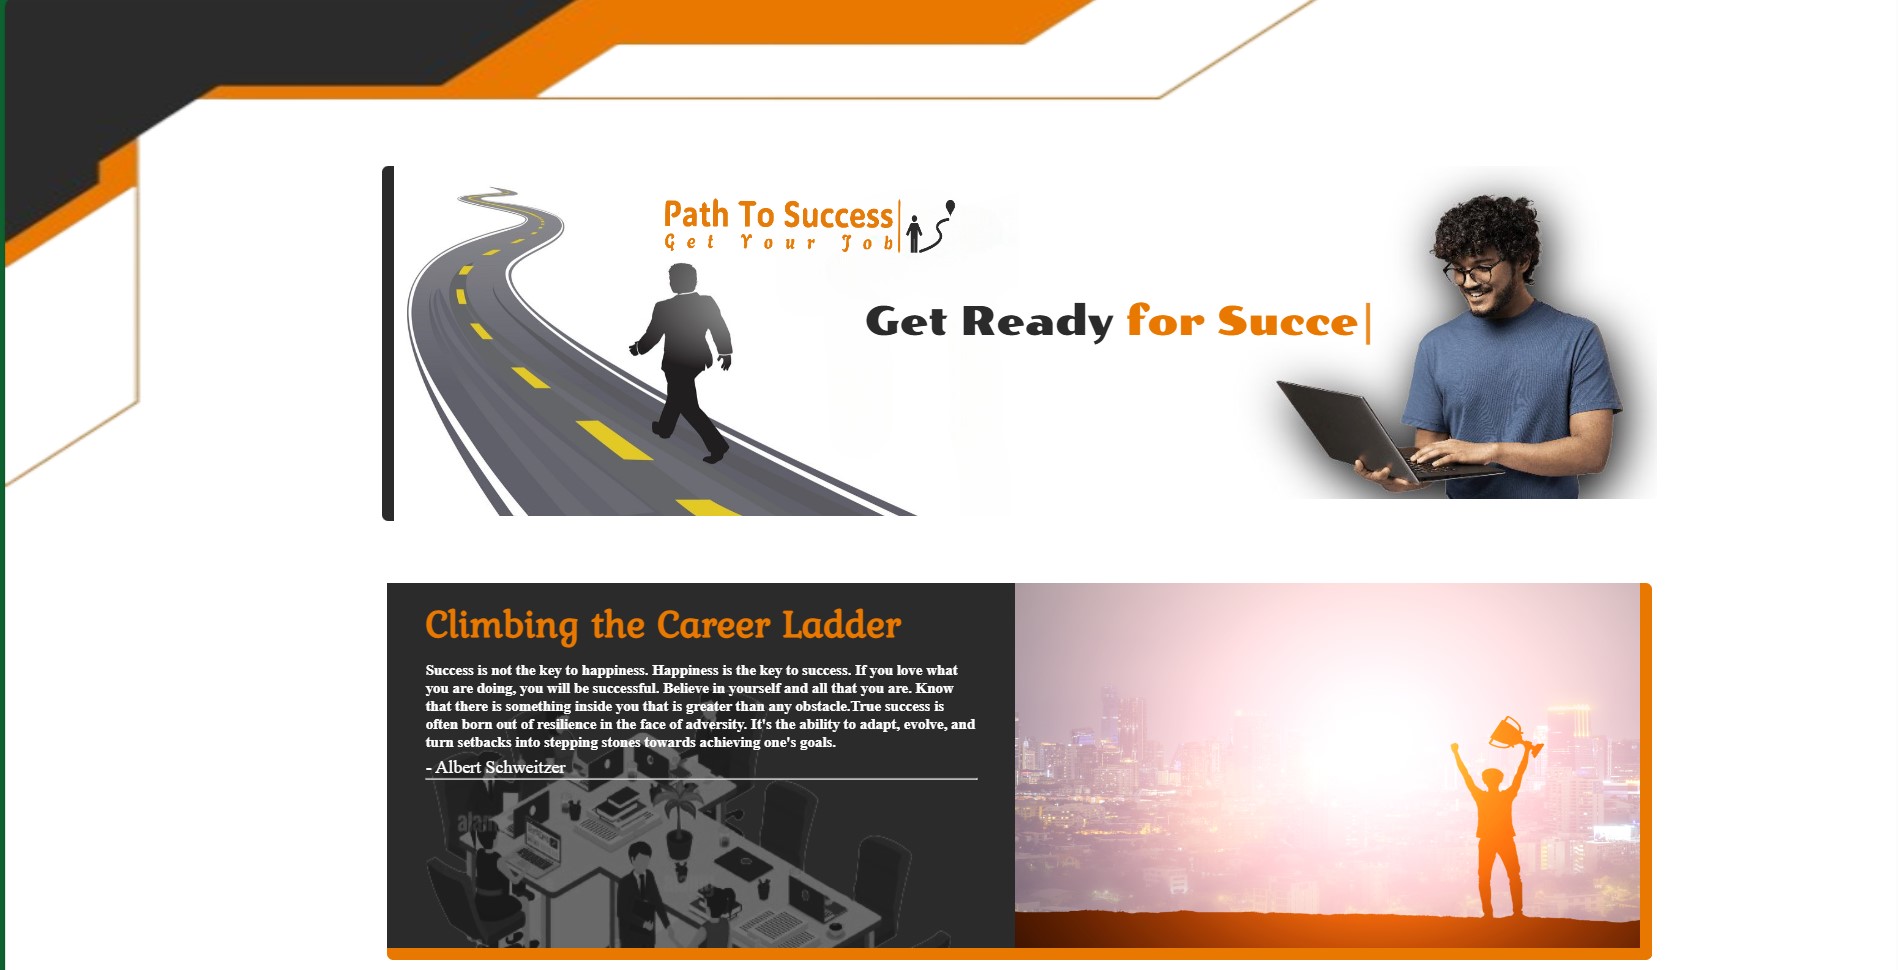 Path To Success
Get Your Job
Get Ready for Succe
Climbing the Career Ladder
Success is not the key to happiness. Happiness is the key to success. If you love what
you are doing, you will be successful. Believe in yourself and all that you are. Know
that there is something inside you that is greater than any obstacle.True success is
often born out of resilience in the face of adversity. It's the ability to adapt, evolve, and
turn setbacks into stepping stones towards achieving one's goals.
- Albert Schweitzer